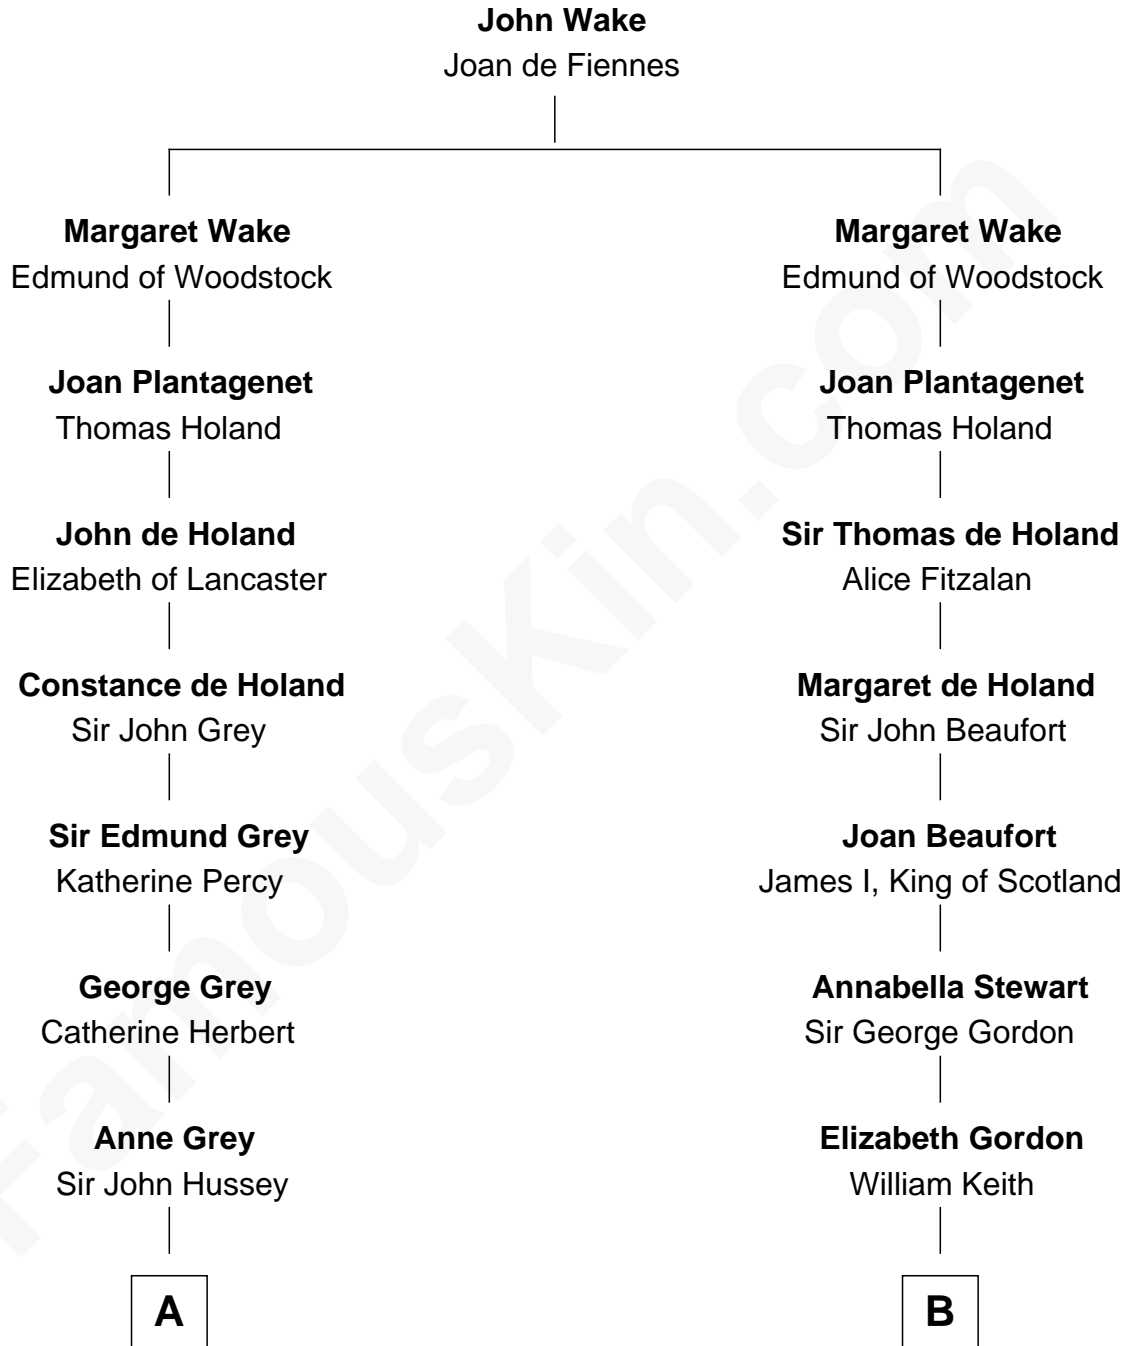 John Wake
Joan de Fiennes
Margaret Wake
Edmund of Woodstock
Margaret Wake
Edmund of Woodstock
Joan Plantagenet
Thomas Holand
Joan Plantagenet
Thomas Holand
John de Holand
Elizabeth of Lancaster
Sir Thomas de Holand
Alice Fitzalan
Constance de Holand
Sir John Grey
Margaret de Holand
Sir John Beaufort
Sir Edmund Grey
Katherine Percy
Joan Beaufort
James I, King of Scotland
George Grey
Catherine Herbert
Annabella Stewart
Sir George Gordon
Anne Grey
Sir John Hussey
Elizabeth Gordon
William Keith
A
B
FamousKin.com